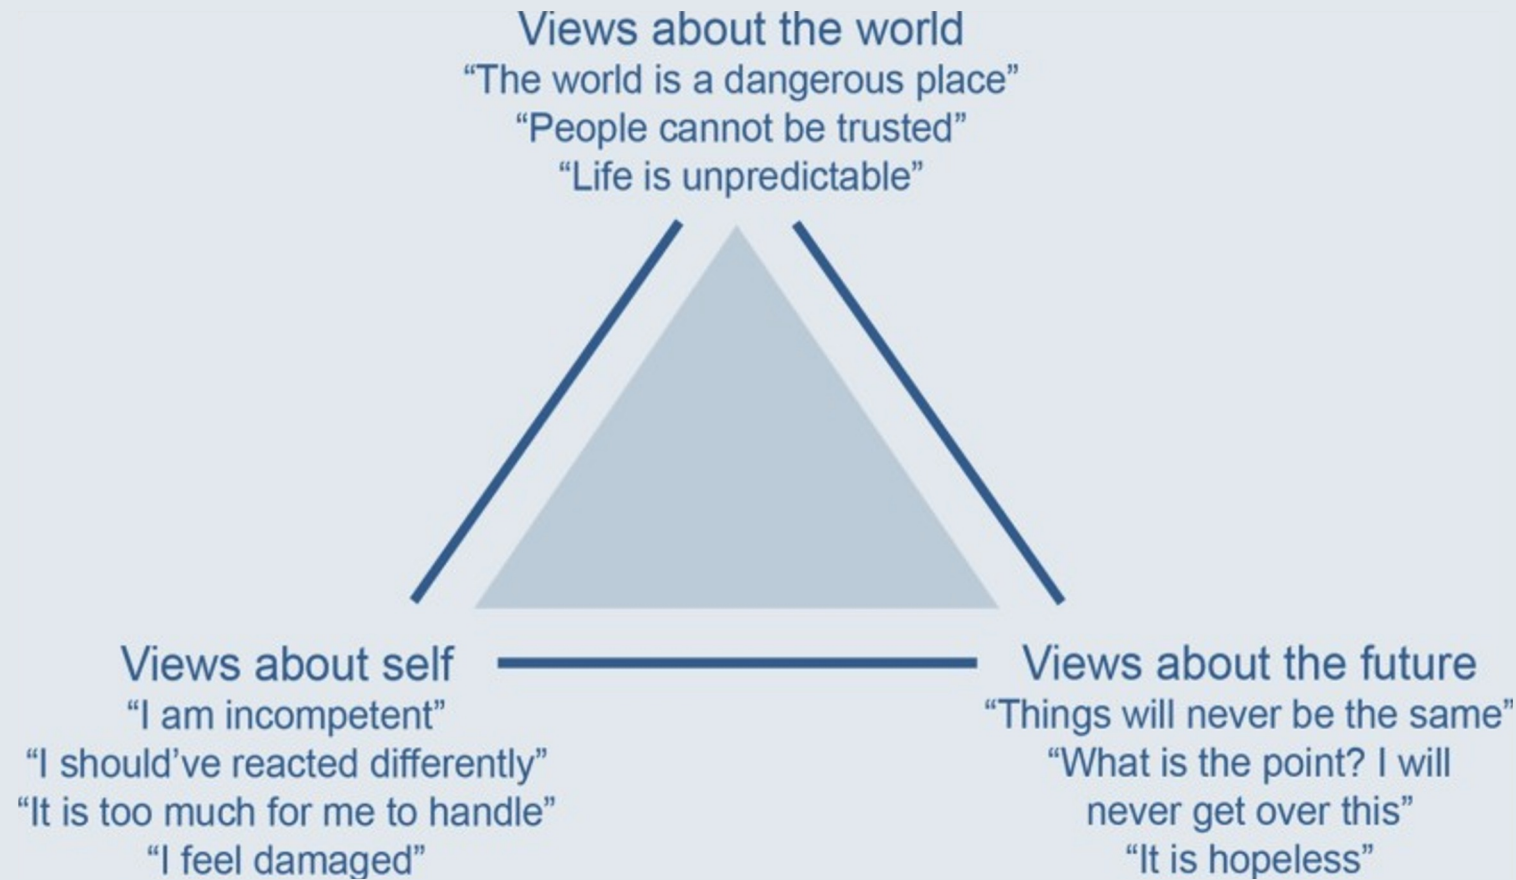 Views about the world
“The world is a dangerous place”
“People cannot be trusted”
“Life is unpredictable”
Views about self
“I am incompetent”
“I should’ve reacted differently”
“It is too much for me to handle”
“I feel damaged”
Views about the future
“Things will never be the same”
“What is the point? I will
never get over this”
“It is hopeless”